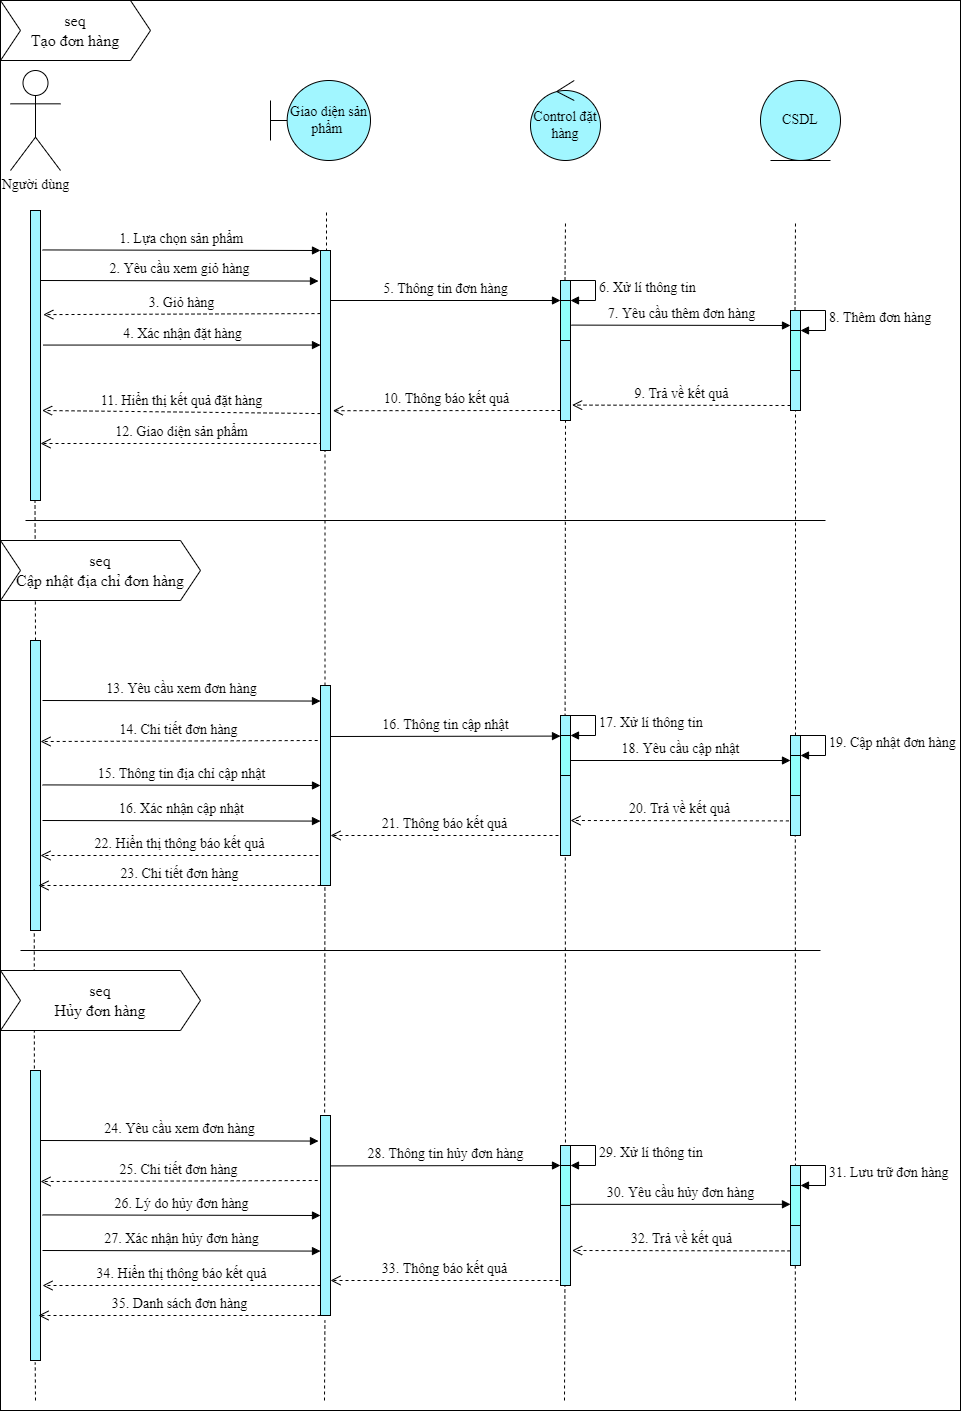 seq
Tạo đơn hàng
Người dùng
Giao diện sản
phẩm
Control đặt
hàng
CSDL
1. Lựa chọn sản phẩm
2. Yêu cầu xem giỏ hàng
3. Giỏ hàng
4. Xác nhận đặt hàng
5. Thông tin đơn hàng
6. Xử lí thông tin
7. Yêu cầu thêm đơn hàng
8. Thêm đơn hàng
9. Trả về kết quả
10. Thông báo kết quả
11. Hiển thị kết quả đặt hàng
12. Giao diện sản phẩm
seq
Cập nhật địa chỉ đơn hàng
13. Yêu cầu xem đơn hàng
14. Chi tiết đơn hàng
15. Thông tin địa chỉ cập nhật
16. Xác nhận cập nhật
16. Thông tin cập nhật
17. Xử lí thông tin
18. Yêu cầu cập nhật
19. Cập nhật đơn hàng
20. Trả về kết quả
21. Thông báo kết quả
22. Hiển thị thông báo kết quả
23. Chi tiết đơn hàng
seq
Hủy đơn hàng
24. Yêu cầu xem đơn hàng
25. Chi tiết đơn hàng
26. Lý do hủy đơn hàng
27. Xác nhận hủy đơn hàng
28. Thông tin hủy đơn hàng
29. Xử lí thông tin
30. Yêu cầu hủy đơn hàng
31. Lưu trữ đơn hàng
32. Trả về kết quả
33. Thông báo kết quả
34. Hiển thị thông báo kết quả
35. Danh sách đơn hàng